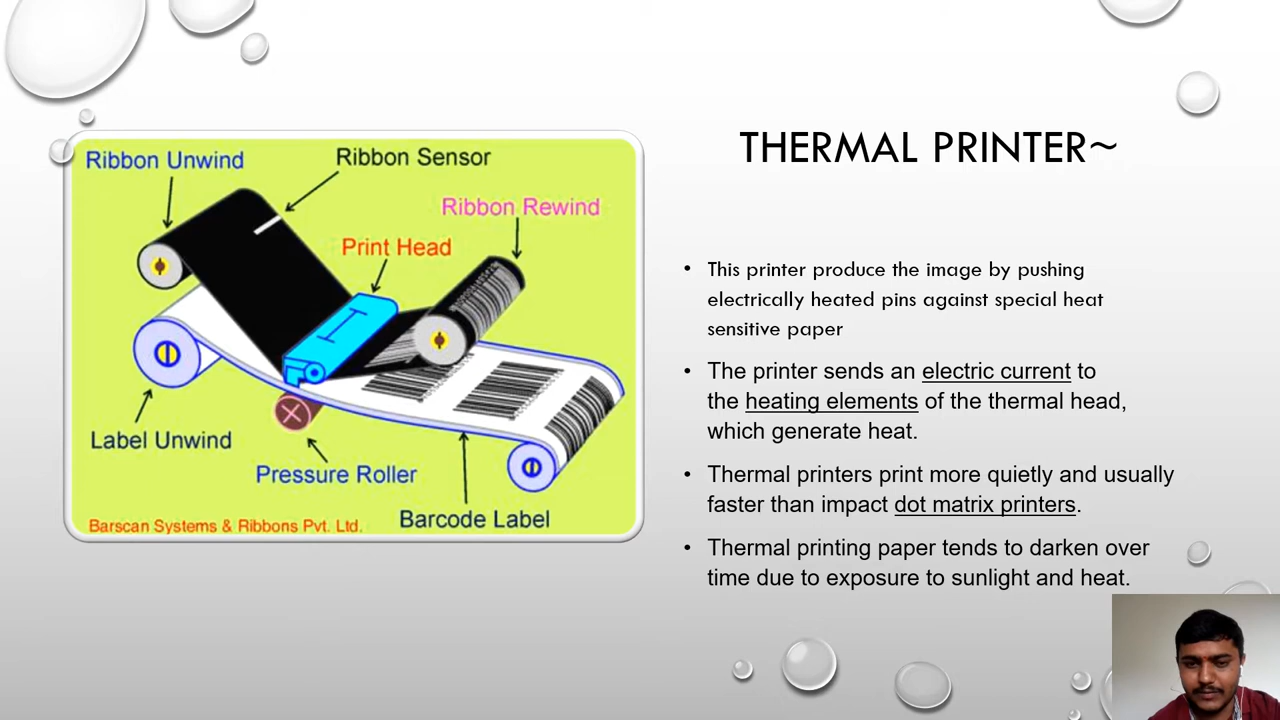 Ribbon Unwind
Ribbon Sensor
Ribbon Rewind
Print Head
Label Unwind
Pressure Roller
Barcode Label
Barscan Systems & Ribbons Pvt. Ltd.
THERMAL PRINTER~
• This printer produce the image by pushing
electrically heated pins against special heat
sensitive paper
• The printer sends an electric current to
the heating elements of the thermal head,
which generate heat.
• Thermal printers print more quietly and usually
faster than impact dot matrix printers.
• Thermal printing paper tends to darken over
time due to exposure to sunlight and heat.